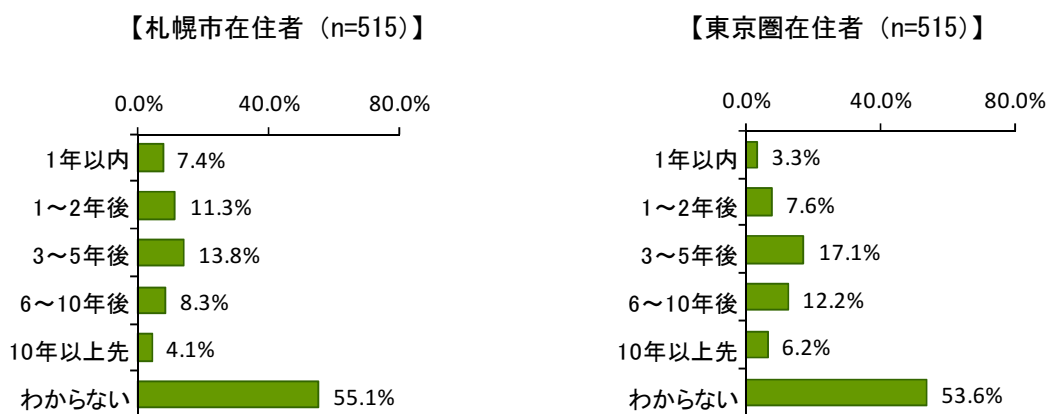 【札幌市在住者（n=515）】
0.0% 40.0% 80.0%
1年以内 7.4%
1～2年後 11.3%
3～5年後 13.8%
6～10年後 8.3%
10年以上先 4.1%
わからない 55.1%
【東京圏在住者（n=515）】
0.0% 40.0% 80.0%
1年以内 3.3%
1～2年後 7.6%
3～5年後 17.1%
6～10年後 12.2%
10年以上先 6.2%
わからない 53.6%